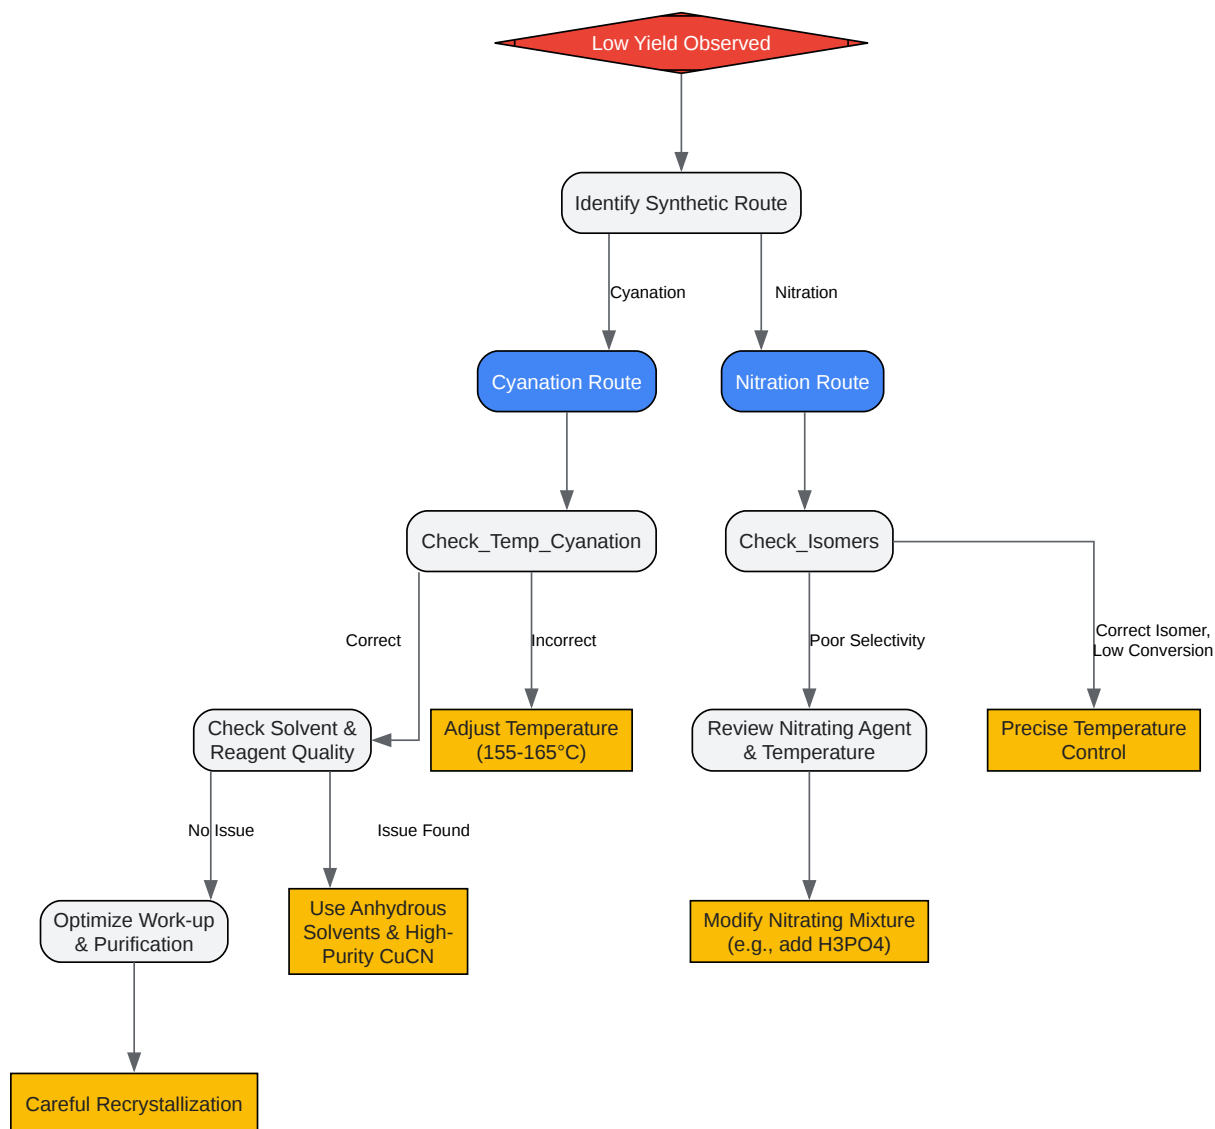 Low Yield Observed
Identify Synthetic Route
Cyanation
Nitration
Cyanation Route
Nitration Route
Check_Temp_Cyanation
Check_Isomers
Correct
Incorrect
Poor Selectivity
Correct Isomer,
Low Conversion
Check Solvent &
Reagent Quality
Adjust Temperature
(155-165°C)
Review Nitrating Agent
& Temperature
Precise Temperature
Control
No Issue
Issue Found
Optimize Work-up
& Purification
Use Anhydrous
Solvents & High-
Purity CuCN
Modify Nitrating Mixture
(e.g., add H3PO4)
Careful Recrystallization